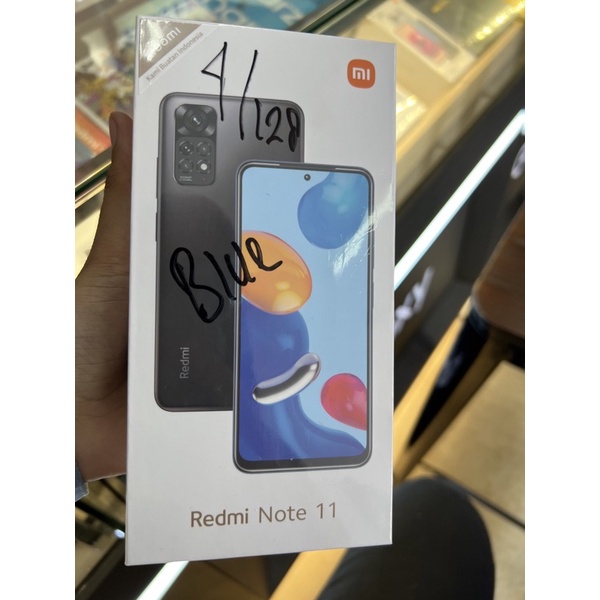 Xiaomi
Kami Buatan Indonesia
mi
4/128
Blue
Redmi
Redmi Note 11